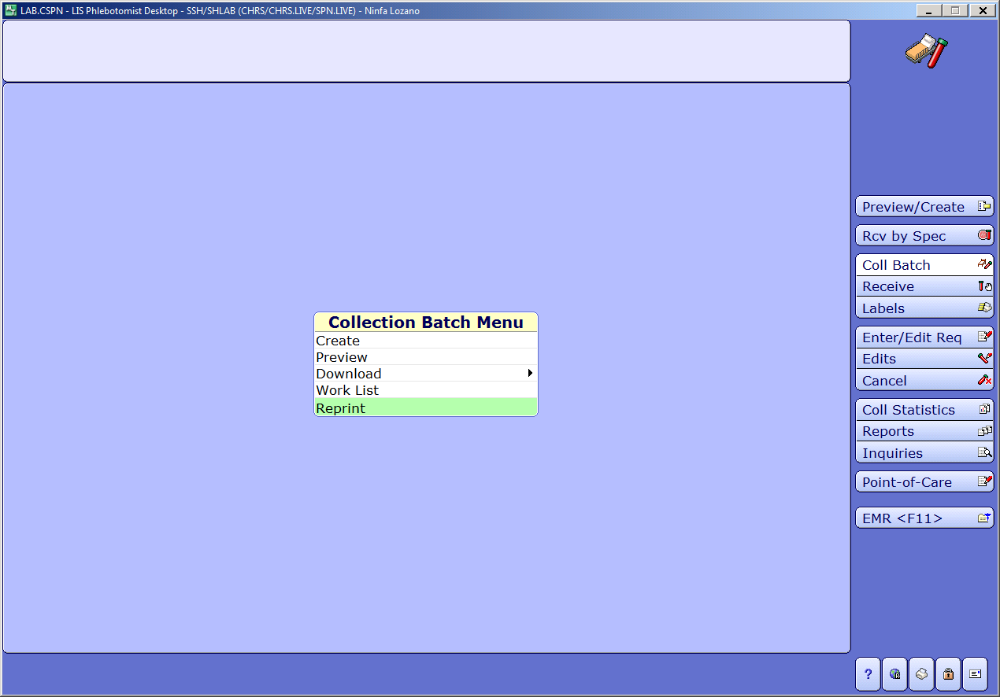 LAB.CSPN - LIS Phlebotomist Desktop - SSH/SHLAB (CHRS/CHRS.LIVE/SPN.LIVE) - Ninfa Lozano
Collection Batch Menu
Create
Preview
Download
Work List
Reprint
Preview/Create
Rcv by Spec
Coll Batch
Receive
Labels
Enter/Edit Req
Edits
Cancel
Coll Statistics
Reports
Inquiries
Point-of-Care
EMR <F11>
?